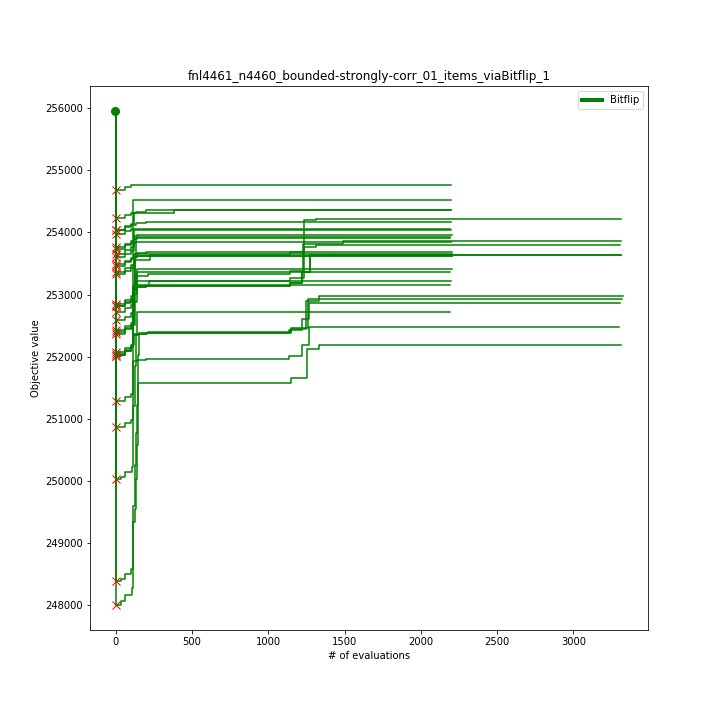 fnl4461_n4460_bounded-strongly-corr_01_items_viaBitflip_1
Bitflip
256000
255000
254000
253000
252000
251000
250000
249000
248000
Objective value
0 500 1000 1500 2000 2500 3000
# of evaluations